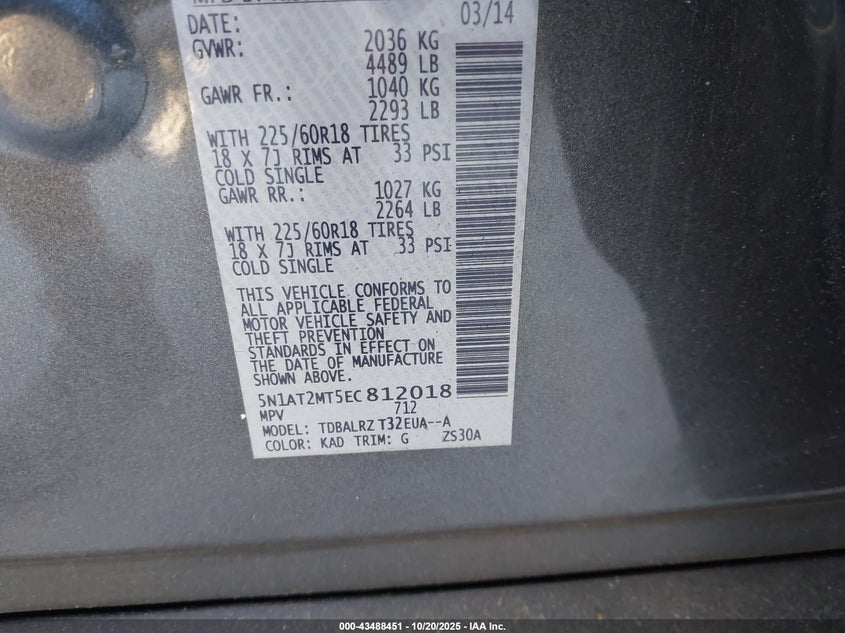 DATE: 03/14
GVWR: 2036 KG
4489 LB
GAWR FR.: 1040 KG
2293 LB
WITH 225/60R18 TIRES
18 X 7J RIMS AT 33 PSI
COLD SINGLE
GAWR RR.: 1027 KG
2264 LB
WITH 225/60R18 TIRES
18 X 7J RIMS AT 33 PSI
COLD SINGLE
THIS VEHICLE CONFORMS TO
ALL APPLICABLE FEDERAL
MOTOR VEHICLE SAFETY AND
THEFT PREVENTION
STANDARDS IN EFFECT ON
THE DATE OF MANUFACTURE
SHOWN ABOVE.
5N1AT2MT5EC812018
MPV 712
MODEL: TDBALRZ T32EUA--A
COLOR: KAD TRIM: G ZS30A
000-43488451 - 10/20/2025 - IAA Inc.